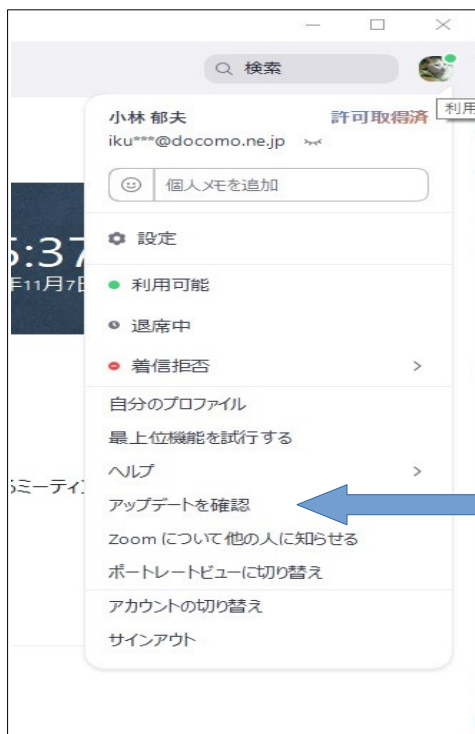 検索
小林 郁夫
許可取得済
利用
iku***@docomo.ne.jp
個人メモを追加
設定
5:37
年11月7日
利用可能
退席中
着信拒否
自分のプロファイル
最上位機能を試行する
ヘルプ
るミーティン
アップデートを確認
Zoom について他の人に知らせる
ポートレートビューに切り替え
アカウントの切り替え
サインアウト